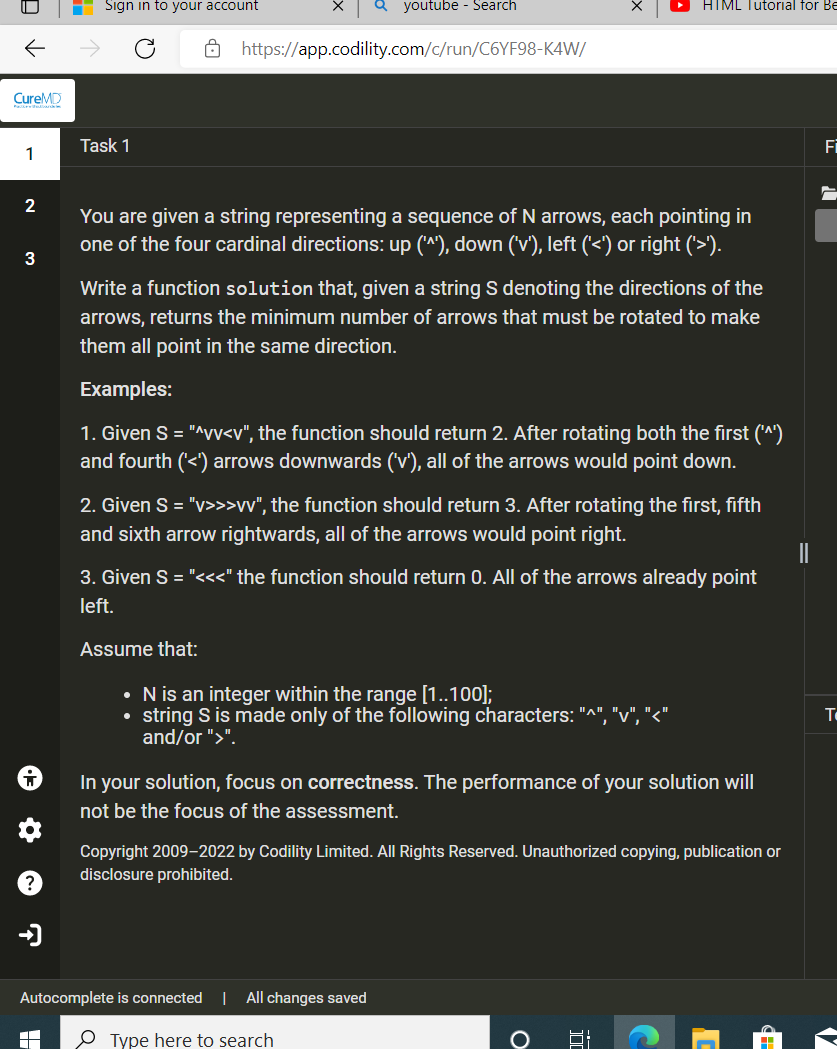 Sign in to your account
youtube - Search
HTML Tutorial for Be
https://app.codility.com/c/run/C6YF98-K4W/
CureMD
1
Task 1
Fi
2
3
You are given a string representing a sequence of N arrows, each pointing in
one of the four cardinal directions: up ('^'), down ('v'), left ('<') or right ('>').
Write a function solution that, given a string S denoting the directions of the
arrows, returns the minimum number of arrows that must be rotated to make
them all point in the same direction.
Examples:
1. Given S = "^vv<v", the function should return 2. After rotating both the first ('^')
and fourth ('<') arrows downwards ('v'), all of the arrows would point down.
2. Given S = "v>>>vv", the function should return 3. After rotating the first, fifth
and sixth arrow rightwards, all of the arrows would point right.
3. Given S = "<<<" the function should return 0. All of the arrows already point
left.
Assume that:
• N is an integer within the range [1..100];
• string S is made only of the following characters: "^", "v", "<"
and/or ">".
Te
In your solution, focus on correctness. The performance of your solution will
not be the focus of the assessment.
Copyright 2009–2022 by Codility Limited. All Rights Reserved. Unauthorized copying, publication or
disclosure prohibited.
Autocomplete is connected | All changes saved
Type here to search